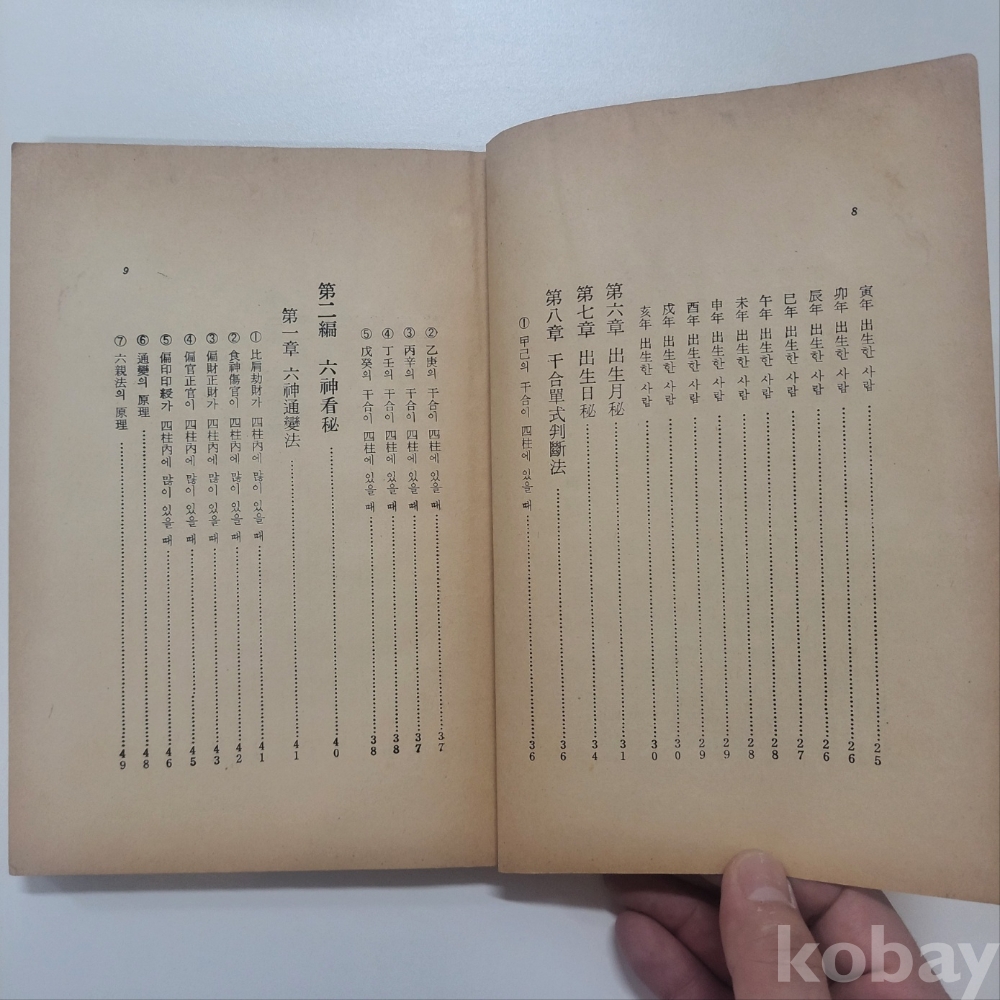 8
寅年 出生한 사람 25
卯年 出生한 사람 26
辰年 出生한 사람 26
巳年 出生한 사람 27
午年 出生한 사람 28
未年 出生한 사람 28
申年 出生한 사람 29
酉年 出生한 사람 29
戌年 出生한 사람 30
亥年 出生한 사람 30
第六章 出生月秘 31
第七章 出生日秘 34
第八章 干合單式判斷法 36
① 甲己의 干合이 四柱에 있을 때 36
② 乙庚의 干合이 四柱에 있을 때 37
③ 丙辛의 干合이 四柱에 있을 때 37
④ 丁壬의 干合이 四柱에 있을 때 38
⑤ 戊癸의 干合이 四柱에 있을 때 38
第二編 六神看秘 40
第一章 六神通變法 41
① 比肩劫財가 四柱內에 많이 있을 때 41
② 食神傷官이 四柱內에 많이 있을 때 42
③ 偏財正財가 四柱內에 많이 있을 때 43
④ 偏官正官이 四柱內에 많이 있을 때 45
⑤ 偏印印綬가 四柱內에 많이 있을 때 46
⑥ 通變의 原理 48
⑦ 六親法의 原理 49
9
kobay